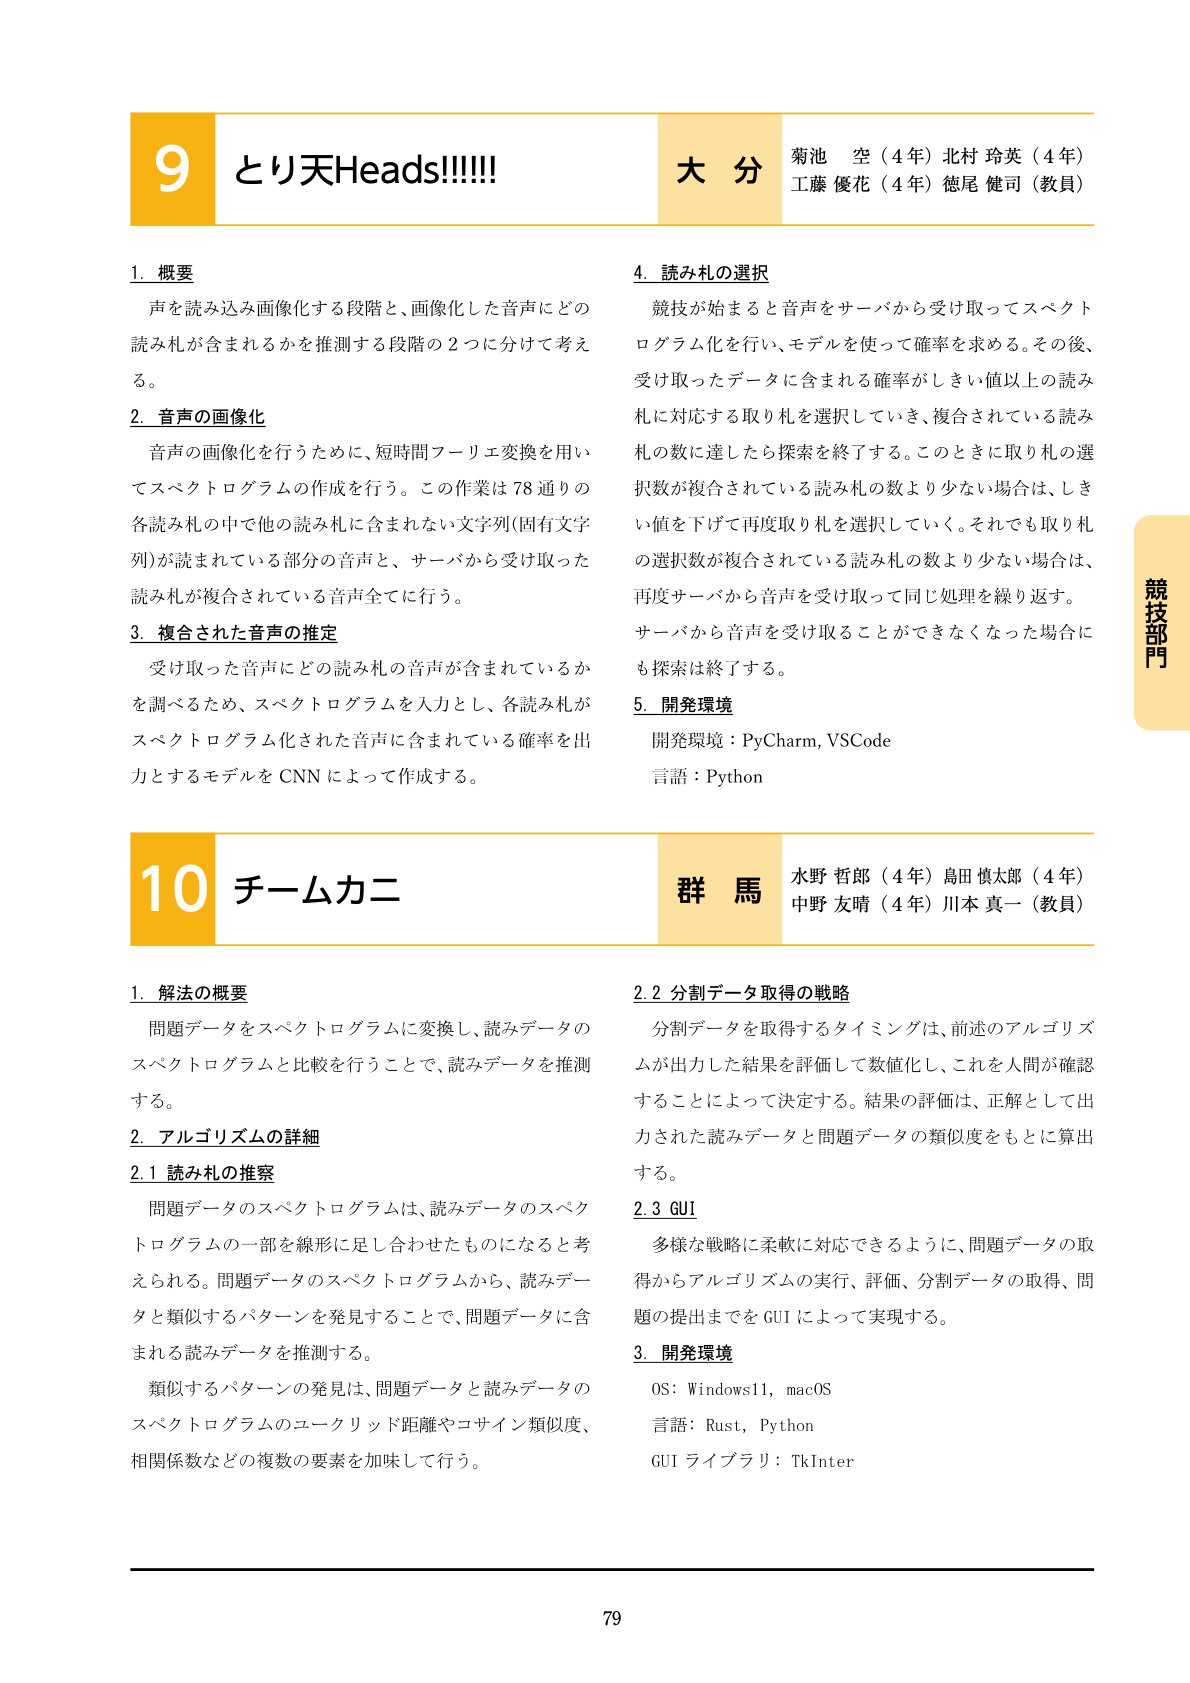 9
とり天Heads!!!!!!
大 分
菊池　空（４年）北村 玲英（４年）
工藤 優花（４年）徳尾 健司（教員）
1. 概要
声を読み込み画像化する段階と、画像化した音声にどの
読み札が含まれるかを推測する段階の２つに分けて考え
る。
2. 音声の画像化
音声の画像化を行うために、短時間フーリエ変換を用い
てスペクトログラムの作成を行う。この作業は 78 通りの
各読み札の中で他の読み札に含まれない文字列(固有文字
列)が読まれている部分の音声と、サーバから受け取った
読み札が複合されている音声全てに行う。
3. 複合された音声の推定
受け取った音声にどの読み札の音声が含まれているか
を調べるため、スペクトログラムを入力とし、各読み札が
スペクトログラム化された音声に含まれている確率を出
力とするモデルを CNN によって作成する。
4. 読み札の選択
競技が始まると音声をサーバから受け取ってスペクト
ログラム化を行い、モデルを使って確率を求める。その後、
受け取ったデータに含まれる確率がしきい値以上の読み
札に対応する取り札を選択していき、複合されている読み
札の数に達したら探索を終了する。このときに取り札の選
択数が複合されている読み札の数より少ない場合は、しき
い値を下げて再度取り札を選択していく。それでも取り札
の選択数が複合されている読み札の数より少ない場合は、
再度サーバから音声を受け取って同じ処理を繰り返す。
サーバから音声を受け取ることができなくなった場合に
も探索は終了する。
5. 開発環境
開発環境：PyCharm, VSCode
言語：Python
競技部門
10
チームカニ
群 馬
水野 哲郎（４年）島田 慎太郎（４年）
中野 友晴（４年）川本 真一（教員）
1. 解法の概要
問題データをスペクトログラムに変換し、読みデータの
スペクトログラムと比較を行うことで、読みデータを推測
する。
2. アルゴリズムの詳細
2.1 読み札の推察
問題データのスペクトログラムは、読みデータのスペク
トログラムの一部を線形に足し合わせたものになると考
えられる。問題データのスペクトログラムから、読みデー
タと類似するパターンを発見することで、問題データに含
まれる読みデータを推測する。
類似するパターンの発見は、問題データと読みデータの
スペクトログラムのユークリッド距離やコサイン類似度、
相関係数などの複数の要素を加味して行う。
2.2 分割データ取得の戦略
分割データを取得するタイミングは、前述のアルゴリズ
ムが出力した結果を評価して数値化し、これを人間が確認
することによって決定する。結果の評価は、正解として出
力された読みデータと問題データの類似度をもとに算出
する。
2.3 GUI
多様な戦略に柔軟に対応できるように、問題データの取
得からアルゴリズムの実行、評価、分割データの取得、問
題の提出までを GUI によって実現する。
3. 開発環境
OS: Windows11, macOS
言語: Rust, Python
GUI ライブラリ: TkInter
79